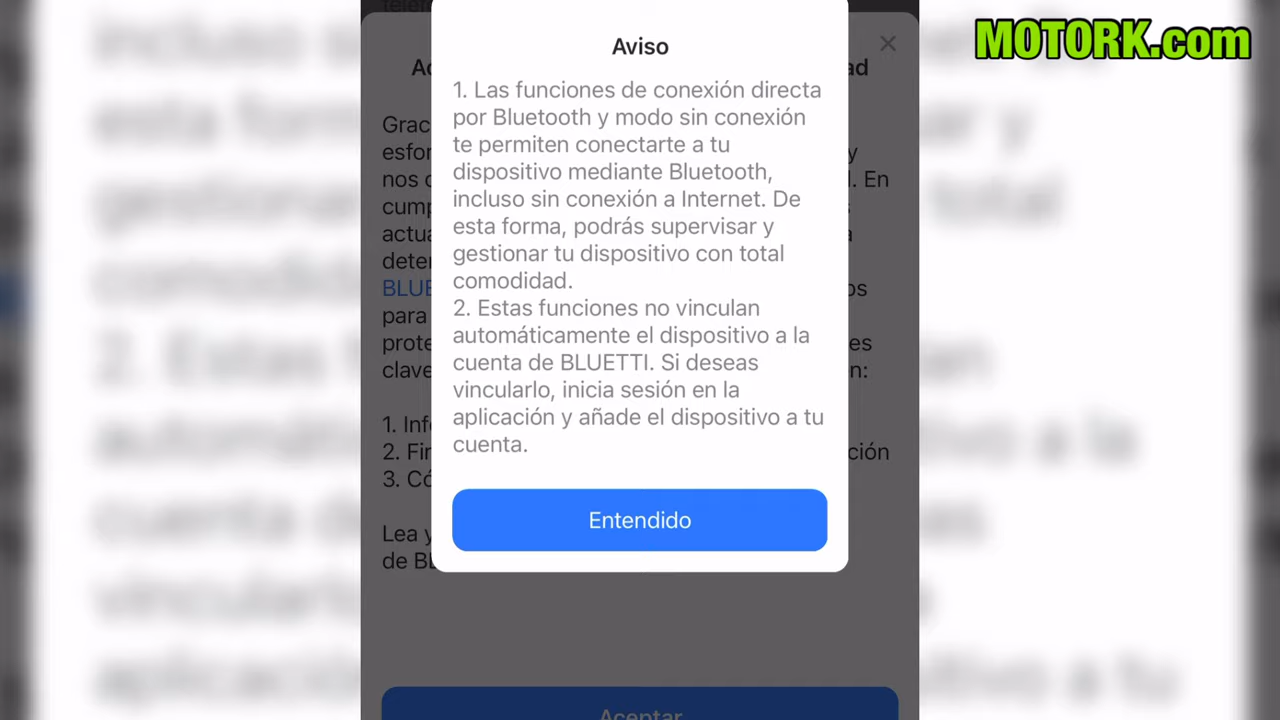 MOTORK.com
Aviso
1. Las funciones de conexión directa
por Bluetooth y modo sin conexión
te permiten conectarte a tu
dispositivo mediante Bluetooth,
incluso sin conexión a Internet. De
esta forma, podrás supervisar y
gestionar tu dispositivo con total
comodidad.
2. Estas funciones no vinculan
automáticamente el dispositivo a la
cuenta de BLUETTI. Si deseas
vincularlo, inicia sesión en la
aplicación y añade el dispositivo a tu
cuenta.
Entendido
Aceptar